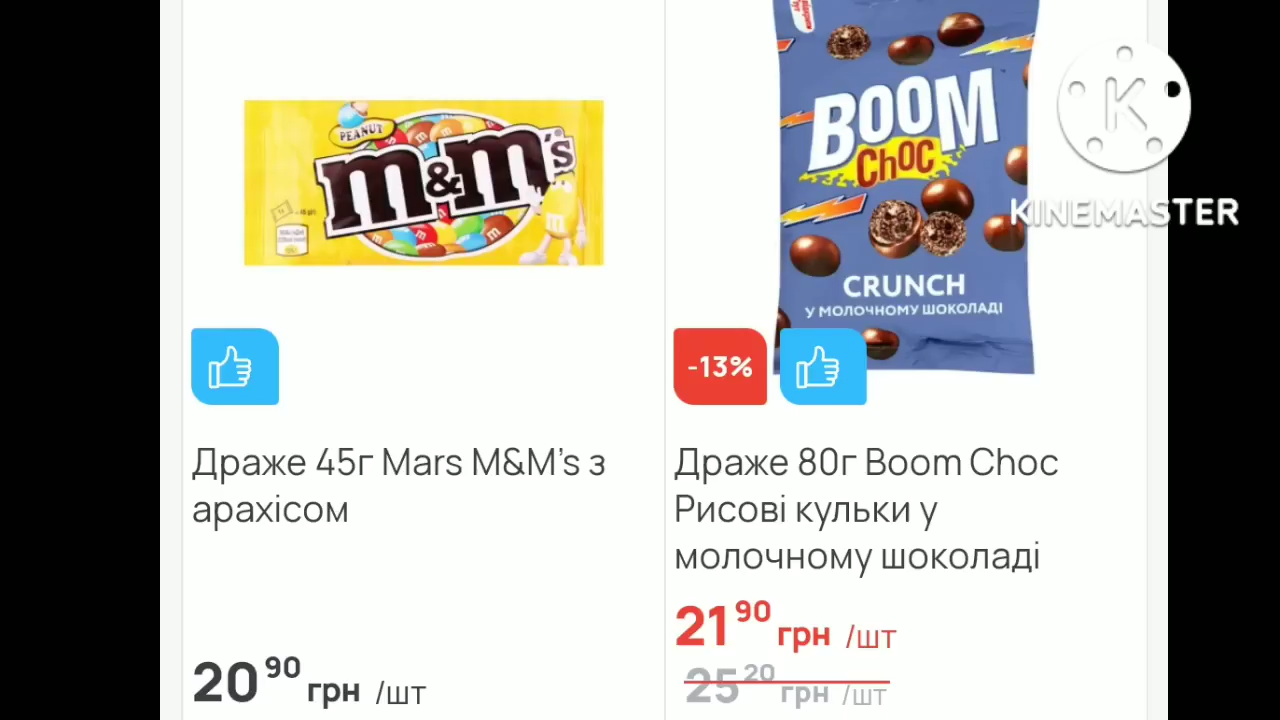 PEANUT
m&m's
BOOM
Choc
CRUNCH
У МОЛОЧНОМУ ШОКОЛАДІ
K
KINEMASTER
-13%
Драже 45г Mars M&M's з
арахісом
20 90 грн /шт
Драже 80г Boom Choc
Рисові кульки у
молочному шоколаді
21 90 грн /шт
25 20 грн /шт